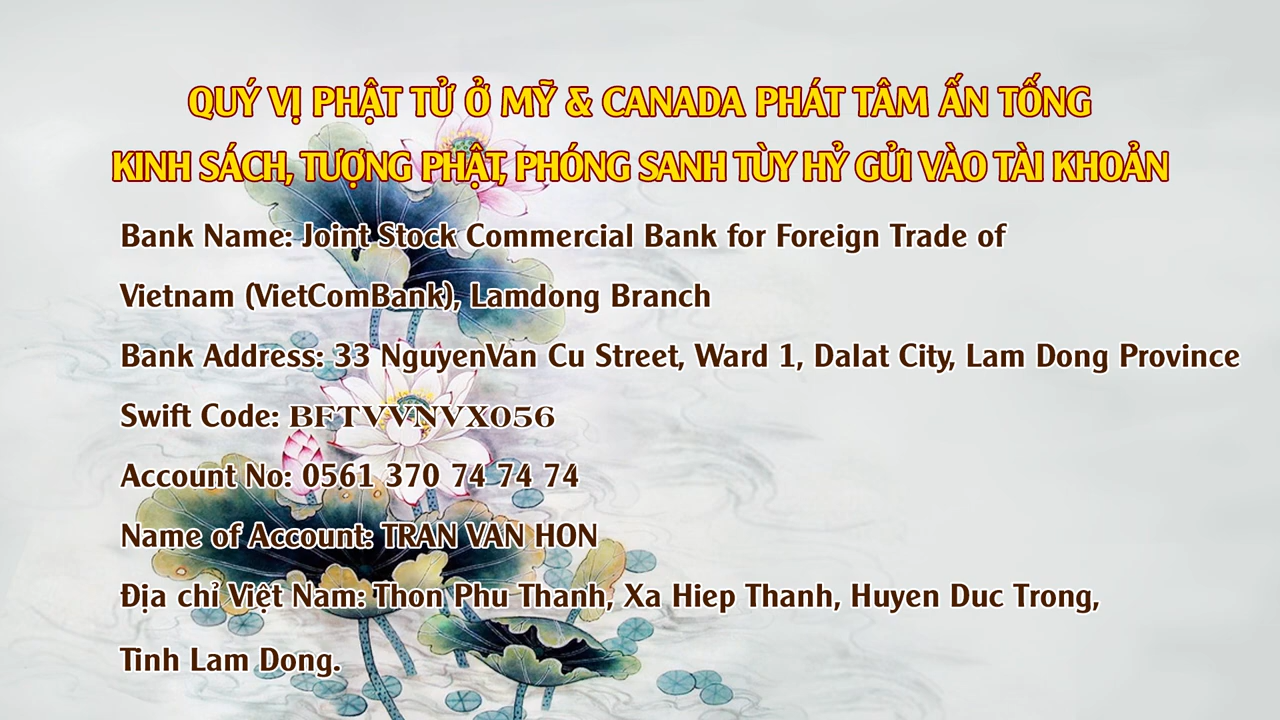 QUÝ VỊ PHẬT TỬ Ở MỸ & CANADA PHÁT TÂM ẤN TỐNG
KINH SÁCH, TƯỢNG PHẬT, PHÓNG SANH TÙY HỶ GỬI VÀO TÀI KHOẢN
Bank Name: Joint Stock Commercial Bank for Foreign Trade of
Vietnam (VietComBank), Lamdong Branch
Bank Address: 33 NguyenVan Cu Street, Ward 1, Dalat City, Lam Dong Province
Swift Code: BFTVVNVX056
Account No: 0561 370 74 74 74
Name of Account: TRAN VAN HON
Địa chỉ Việt Nam: Thon Phu Thanh, Xa Hiep Thanh, Huyen Duc Trong,
Tinh Lam Dong.